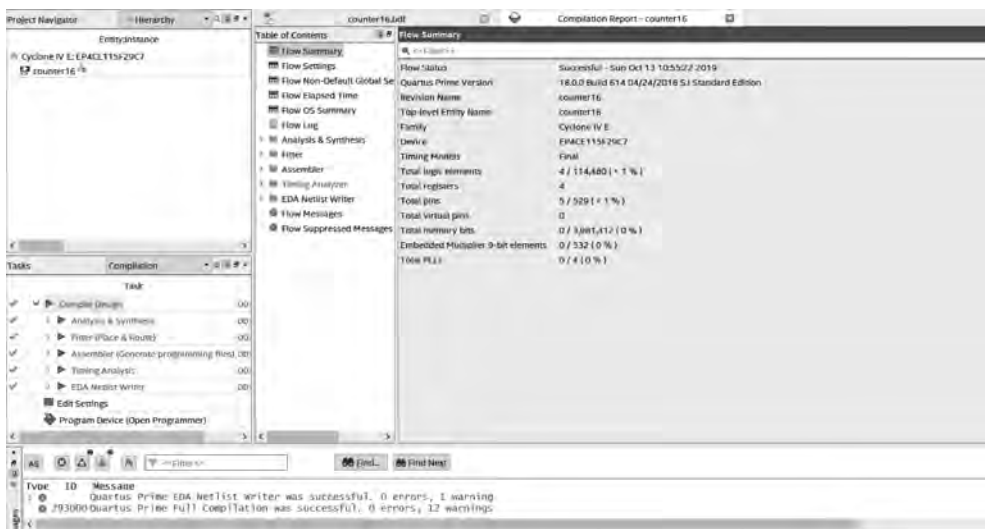 Project Navigator
Hierarchy
counter16.bdf
Compilation Report - counter16
Entity:Instance
Cyclone IV E: EP4CE115F29C7
counter16
Table of Contents
Flow Summary
Flow Settings
Flow Non-Default Global Se
Flow Elapsed Time
Flow OS Summary
Flow Log
Analysis & Synthesis
Fitter
Assembler
Timing Analyzer
EDA Netlist Writer
Flow Messages
Flow Suppressed Messages
Flow Summary
<<Filter>>
Flow Status Successful - Sun Oct 13 10:55:22 2019
Quartus Prime Version 18.0.0 Build 614 04/24/2018 SJ Standard Edition
Revision Name counter16
Top-level Entity Name counter16
Family Cyclone IV E
Device EP4CE115F29C7
Timing Models Final
Total logic elements 4 / 114,480 ( < 1 % )
Total registers 4
Total pins 5 / 529 ( < 1 % )
Total virtual pins 0
Total memory bits 0 / 3,981,312 ( 0 % )
Embedded Multiplier 9-bit elements 0 / 532 ( 0 % )
Total PLLs 0 / 4 ( 0 % )
Tasks
Compilation
Task
Compile Design 00:
Analysis & Synthesis 00:
Fitter (Place & Route) 00:
Assembler (Generate programming files) 00:
Timing Analysis 00:
EDA Netlist Writer 00:
Edit Settings
Program Device (Open Programmer)
All
<<Filter>>
Find...
Find Next
Type ID Message
Quartus Prime EDA Netlist Writer was successful. 0 errors, 1 warning
293000 Quartus Prime Full Compilation was successful. 0 errors, 12 warnings